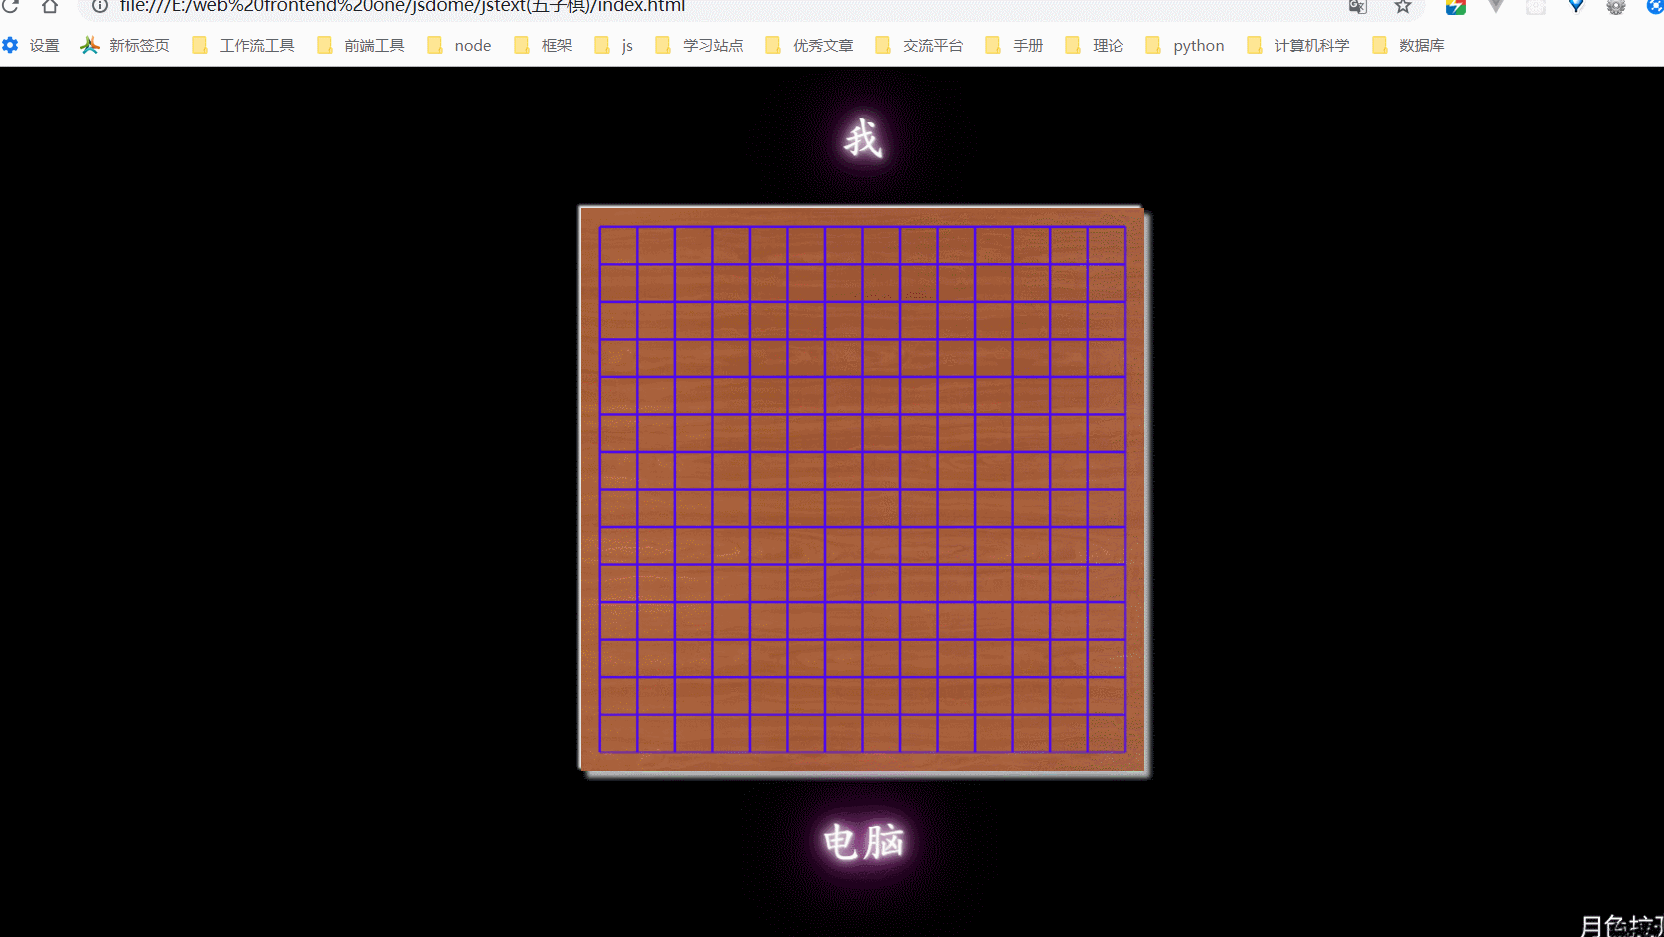 file:///E:/web%20frontend%20one/jsdome/jstext(五子棋)/index.html
设置 新标签页 工作流工具 前端工具 node 框架 js 学习站点 优秀文章 交流平台 手册 理论 python 计算机科学 数据库
我
电脑
月色